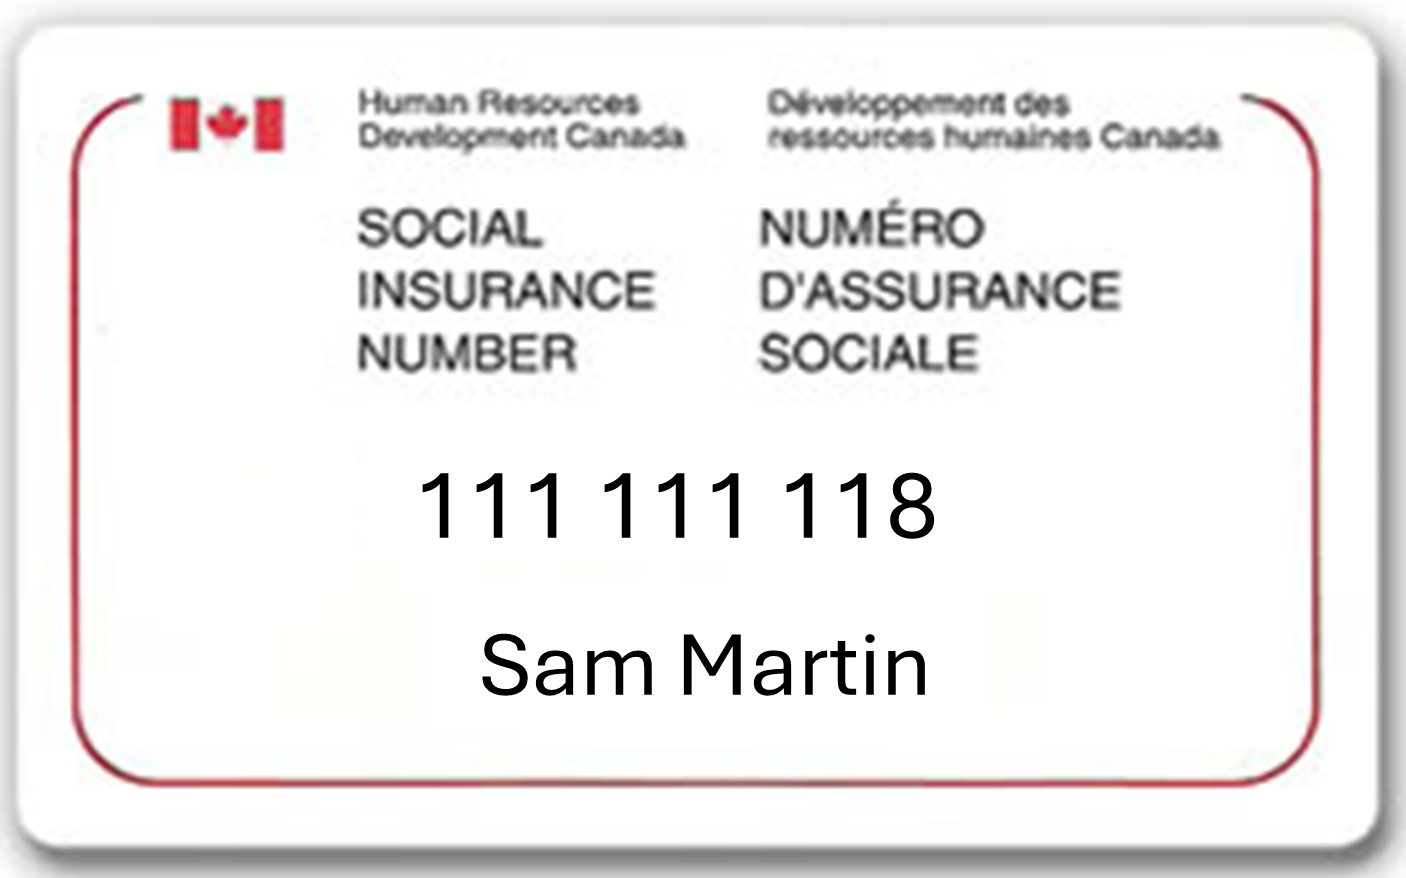 Human Resources
Development Canada
Développement des
ressources humaines Canada
SOCIAL
INSURANCE
NUMBER
NUMÉRO
D'ASSURANCE
SOCIALE
111 111 118
Sam Martin